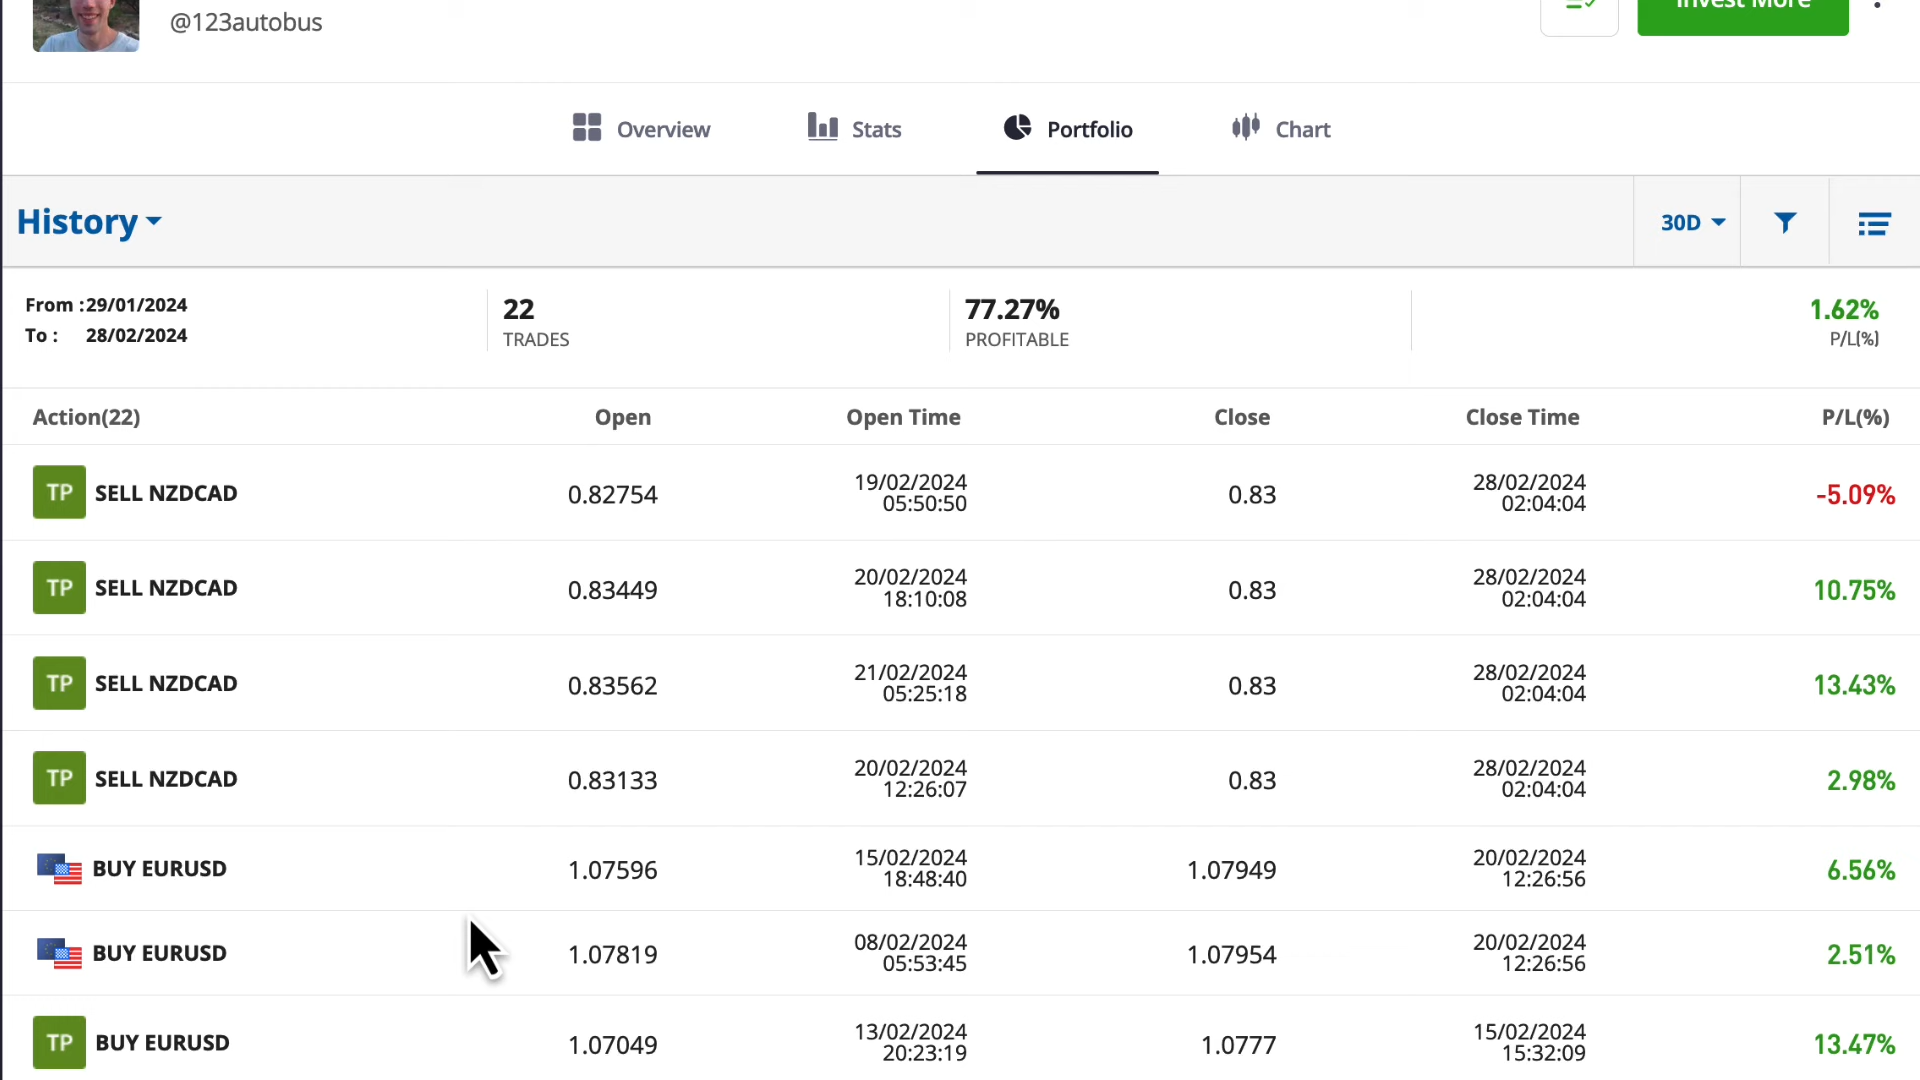 @123autobus
Invest More
Overview
Stats
Portfolio
Chart
History
30D
From :29/01/2024
To : 28/02/2024
22
TRADES
77.27%
PROFITABLE
1.62%
P/L(%)
Action(22) Open Open Time Close Close Time P/L(%)
TP SELL NZDCAD 0.82754 19/02/2024 05:50:50 0.83 28/02/2024 02:04:04 -5.09%
TP SELL NZDCAD 0.83449 20/02/2024 18:10:08 0.83 28/02/2024 02:04:04 10.75%
TP SELL NZDCAD 0.83562 21/02/2024 05:25:18 0.83 28/02/2024 02:04:04 13.43%
TP SELL NZDCAD 0.83133 20/02/2024 12:26:07 0.83 28/02/2024 02:04:04 2.98%
BUY EURUSD 1.07596 15/02/2024 18:48:40 1.07949 20/02/2024 12:26:56 6.56%
BUY EURUSD 1.07819 08/02/2024 05:53:45 1.07954 20/02/2024 12:26:56 2.51%
TP BUY EURUSD 1.07049 13/02/2024 20:23:19 1.0777 15/02/2024 15:32:09 13.47%